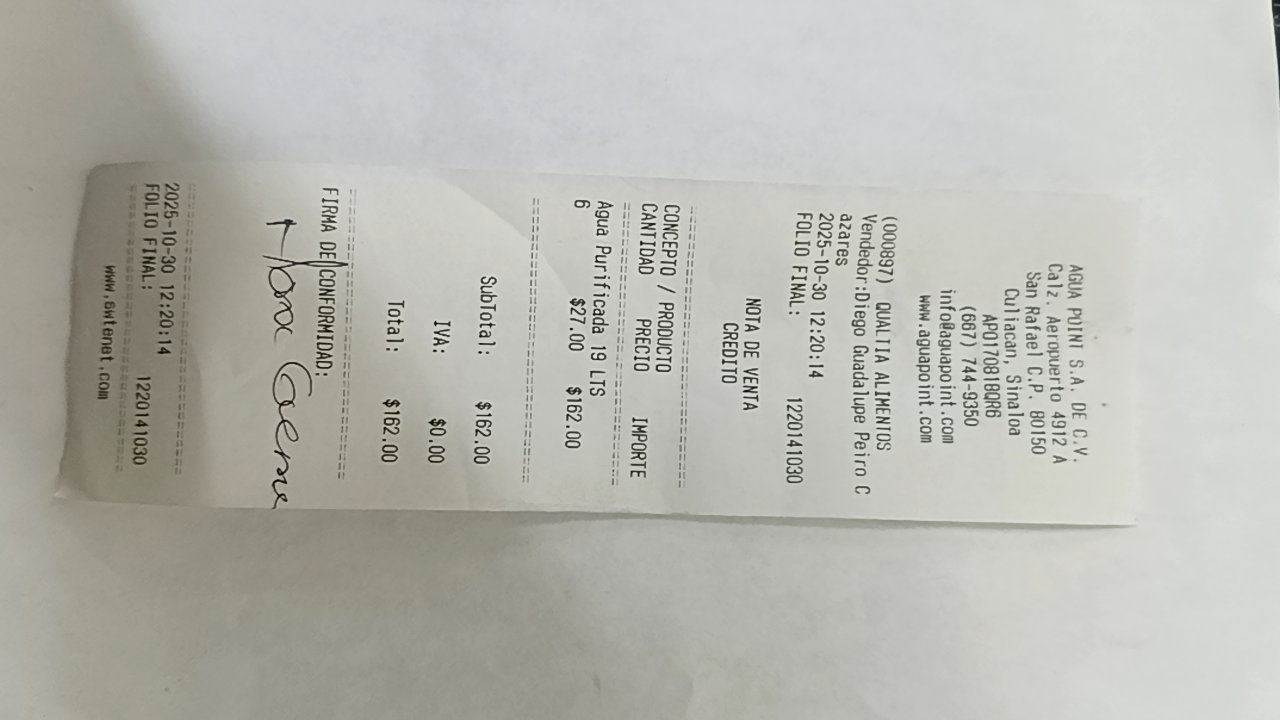 AGUA POINT S.A. DE C.V.
Calz. Aeropuerto 4912 A
San Rafael C.P. 80150
Culiacan, Sinaloa
APO170818QR6
(667) 744-9350
info@aguapoint.com
www.aguapoint.com
(000897) QUALTIA ALIMENTOS
Vendedor:Diego Guadalupe Peiro C
azares
2025-10-30 12:20:14
FOLIO FINAL: 1220141030
NOTA DE VENTA
CREDITO
CONCEPTO / PRODUCTO
CANTIDAD PRECIO IMPORTE
Agua Purificada 19 LTS
6 $27.00 $162.00
SubTotal: $162.00
IVA: $0.00
Total: $162.00
FIRMA DE CONFORMIDAD:
2025-10-30 12:20:14
FOLIO FINAL: 1220141030
www.6wtenet.com